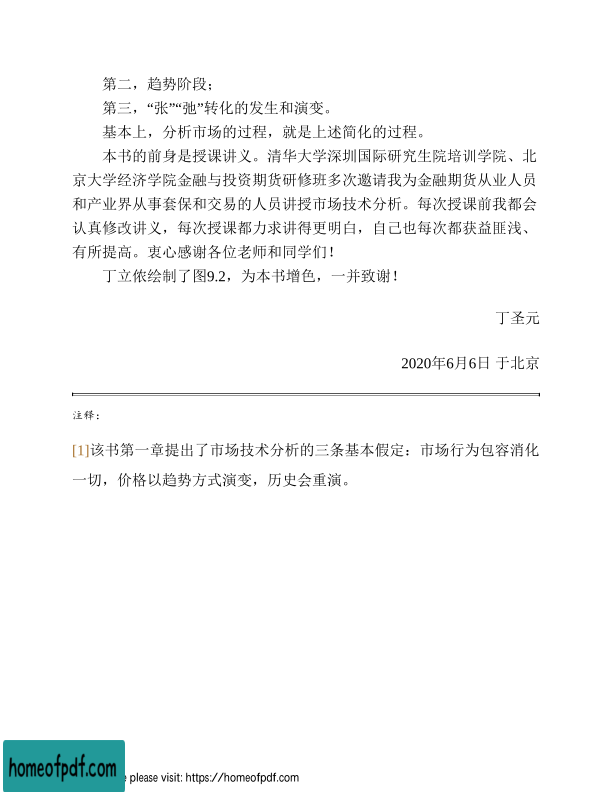 第二，趋势阶段；
第三，“张”“弛”转化的发生和演变。
基本上，分析市场的过程，就是上述简化的过程。
本书的前身是授课讲义。清华大学深圳国际研究生院培训学院、北
京大学经济学院金融与投资期货研修班多次邀请我为金融期货从业人员
和产业界从事套保和交易的人员讲授市场技术分析。每次授课前我都会
认真修改讲义，每次授课都力求讲得更明白，自己也每次都获益匪浅、
有所提高。衷心感谢各位老师和同学们！
丁立侬绘制了图9.2，为本书增色，一并致谢！
丁圣元
2020年6月6日 于北京
注释：
[1]该书第一章提出了市场技术分析的三条基本假定：市场行为包容消化
一切，价格以趋势方式演变，历史会重演。
homeofpdf.com
please visit: https://homeofpdf.com